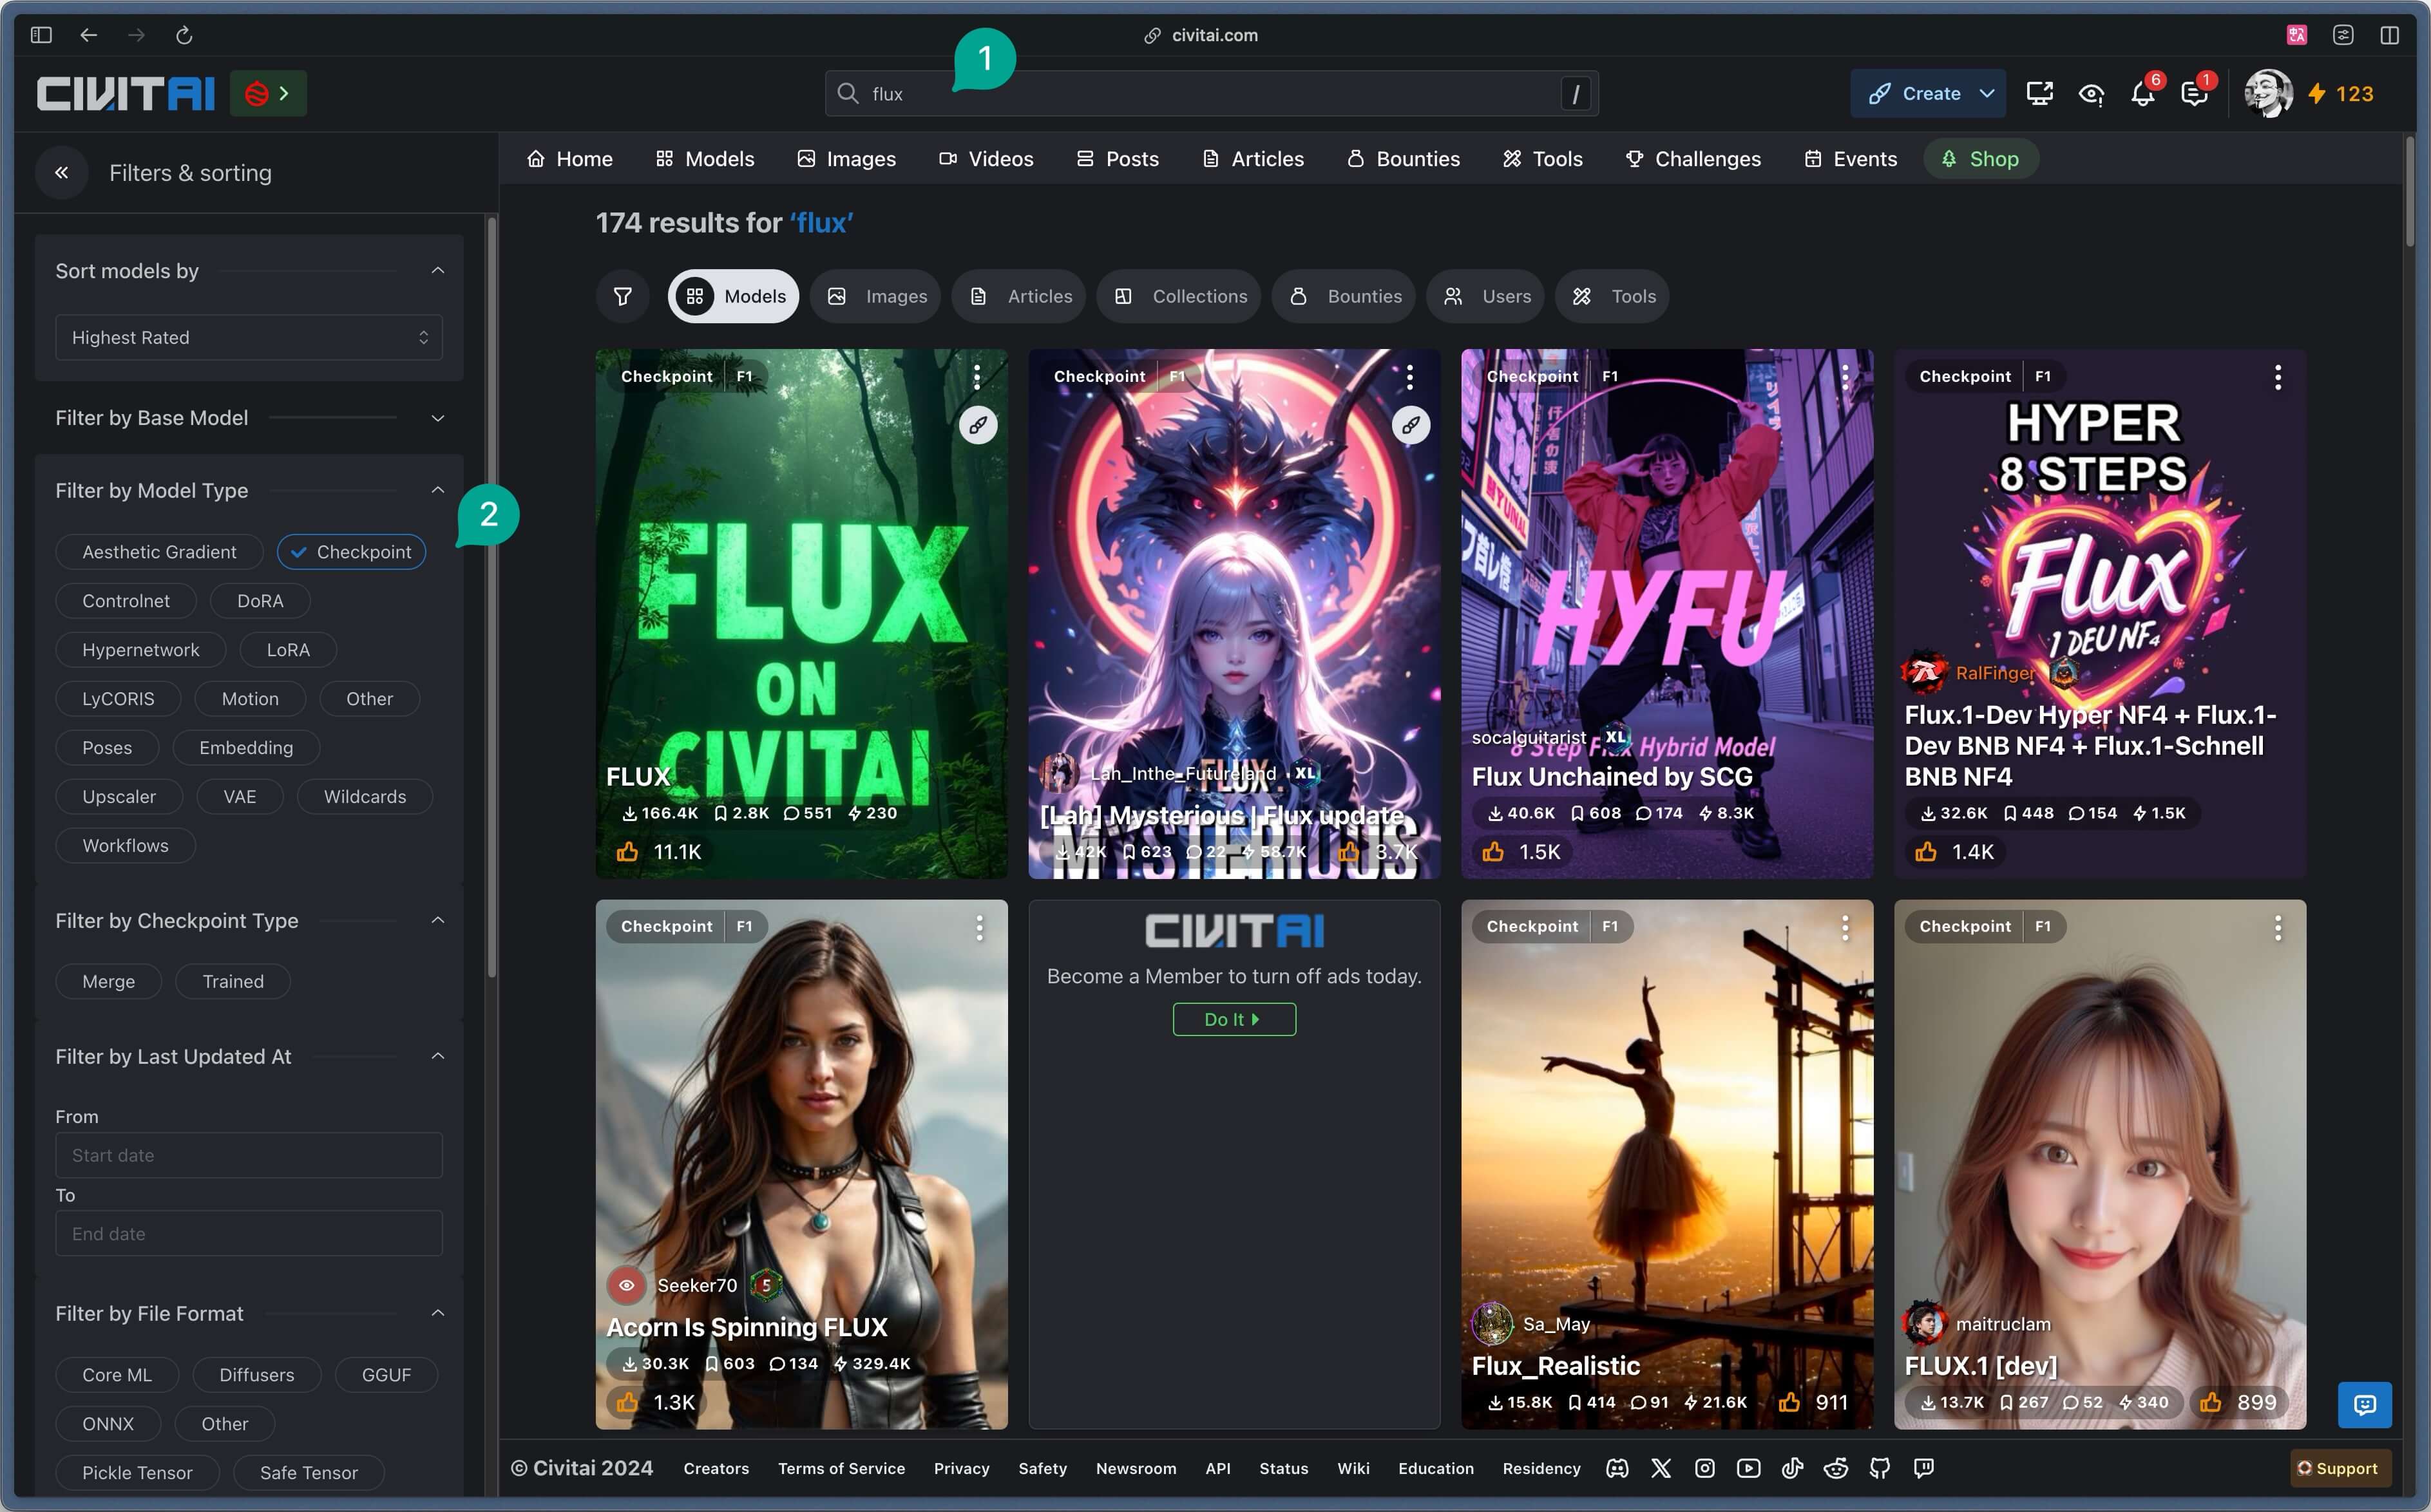 civitai.com
1
CIVITAI
flux
/
Create
6
1
123
Filters & sorting
Home
Models
Images
Videos
Posts
Articles
Bounties
Tools
Challenges
Events
Shop
174 results for ‘flux’
Models
Images
Articles
Collections
Bounties
Users
Tools
Sort models by
Highest Rated
Filter by Base Model
Filter by Model Type
2
Aesthetic Gradient
Checkpoint
Controlnet
DoRA
Hypernetwork
LoRA
LyCORIS
Motion
Other
Poses
Embedding
Upscaler
VAE
Wildcards
Workflows
Filter by Checkpoint Type
Merge
Trained
Filter by Last Updated At
From
Start date
To
End date
Filter by File Format
Core ML
Diffusers
GGUF
ONNX
Other
Pickle Tensor
Safe Tensor
Checkpoint F1
FLUX
ON
CIVITAI
FLUX
166.4K 2.8K 551 230
11.1K
Checkpoint F1
Lah_Inthe_Futureland XL
FLUX
[Lah] Mysterious | Flux update
MYSTERIOUS
42K 623 22 58.7K 3.7K
Checkpoint F1
HYFU
socalguitarist XL
8 Step Flux Hybrid Model
Flux Unchained by SCG
40.6K 608 174 8.3K
1.5K
Checkpoint F1
HYPER
8 STEPS
Flux
1 DEV NF4
RalFinger
Flux.1-Dev Hyper NF4 + Flux.1-
Dev BNB NF4 + Flux.1-Schnell
BNB NF4
32.6K 448 154 1.5K
1.4K
Checkpoint F1
Seeker70 5
Acorn Is Spinning FLUX
30.3K 603 134 329.4K
1.3K
CIVITAI
Become a Member to turn off ads today.
Do It
Checkpoint F1
Sa_May
Flux_Realistic
15.8K 414 91 21.6K 911
Checkpoint F1
maitruclam
FLUX.1 [dev]
13.7K 267 52 340 899
© Civitai 2024
Creators
Terms of Service
Privacy
Safety
Newsroom
API
Status
Wiki
Education
Residency
Support